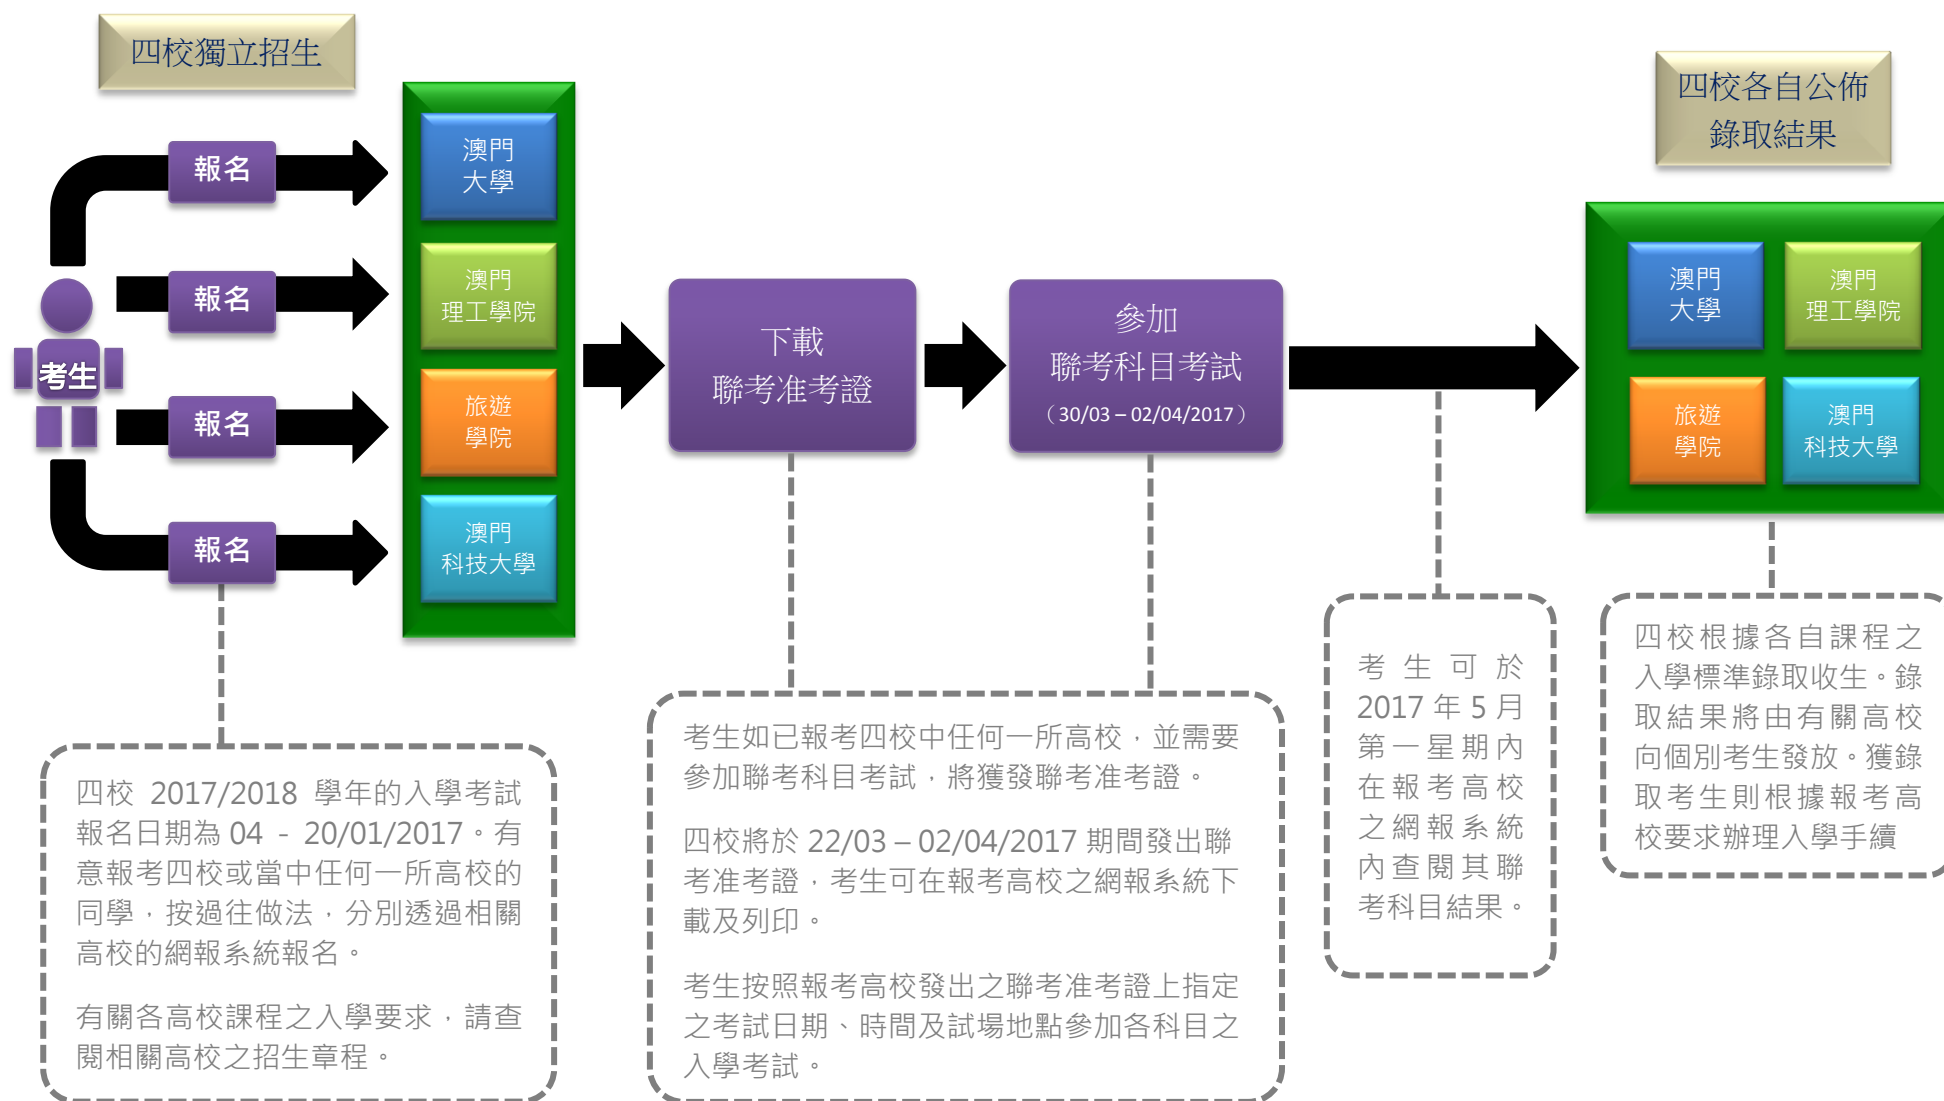 四校獨立招生
報名
報名
報名
報名
考生
澳門
大學
澳門
理工學院
旅遊
學院
澳門
科技大學
下載
聯考准考證
參加
聯考科目考試
（30/03 – 02/04/2017）
四校各自公佈
錄取結果
澳門
大學
澳門
理工學院
旅遊
學院
澳門
科技大學
四校 2017/2018 學年的入學考試
報名日期為 04 - 20/01/2017。有
意報考四校或當中任何一所高校的
同學，按過往做法，分別透過相關
高校的網報系統報名。
有關各高校課程之入學要求，請查
閱相關高校之招生章程。
考生如已報考四校中任何一所高校，並需要
參加聯考科目考試，將獲發聯考准考證。
四校將於 22/03 – 02/04/2017 期間發出聯
考准考證，考生可在報考高校之網報系統下
載及列印。
考生按照報考高校發出之聯考准考證上指定
之考試日期、時間及試場地點參加各科目之
入學考試。
考生可於
2017 年 5 月
第一星期內
在報考高校
之網報系統
內查閱其聯
考科目結果。
四校根據各自課程之
入學標準錄取收生。錄
取結果將由有關高校
向個別考生發放。獲錄
取考生則根據報考高
校要求辦理入學手續